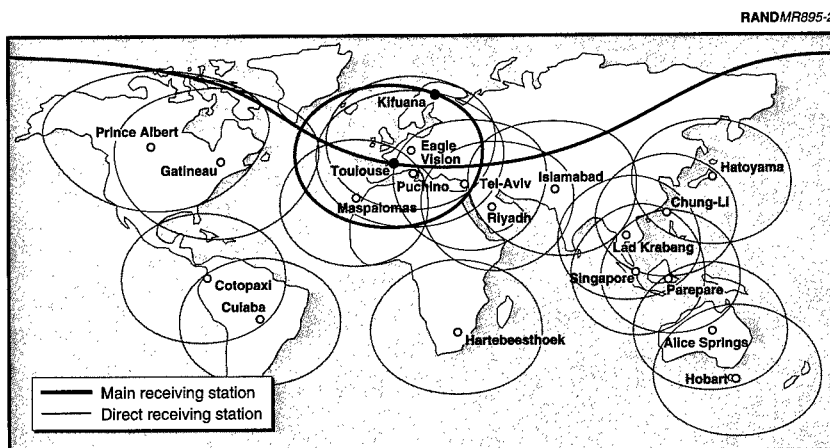 RANDMR895-2
Kifuana
Prince Albert
Gatineau
Eagle
Vision
Toulouse
Puchino
Tel-Aviv
Islamabad
Hatoyama
Maspalomas
Riyadh
Chung-Li
Lad Krabang
Cotopaxi
Singapore
Parepare
Cuiaba
Hartebeesthoek
Alice Springs
Hobart
Main receiving station
Direct receiving station